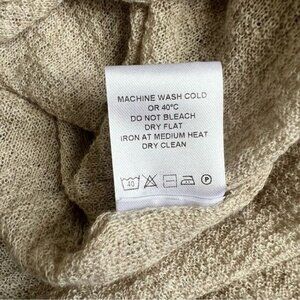 MACHINE WASH COLD
OR 40°C
DO NOT BLEACH
DRY FLAT
IRON AT MEDIUM HEAT
DRY CLEAN
40 P